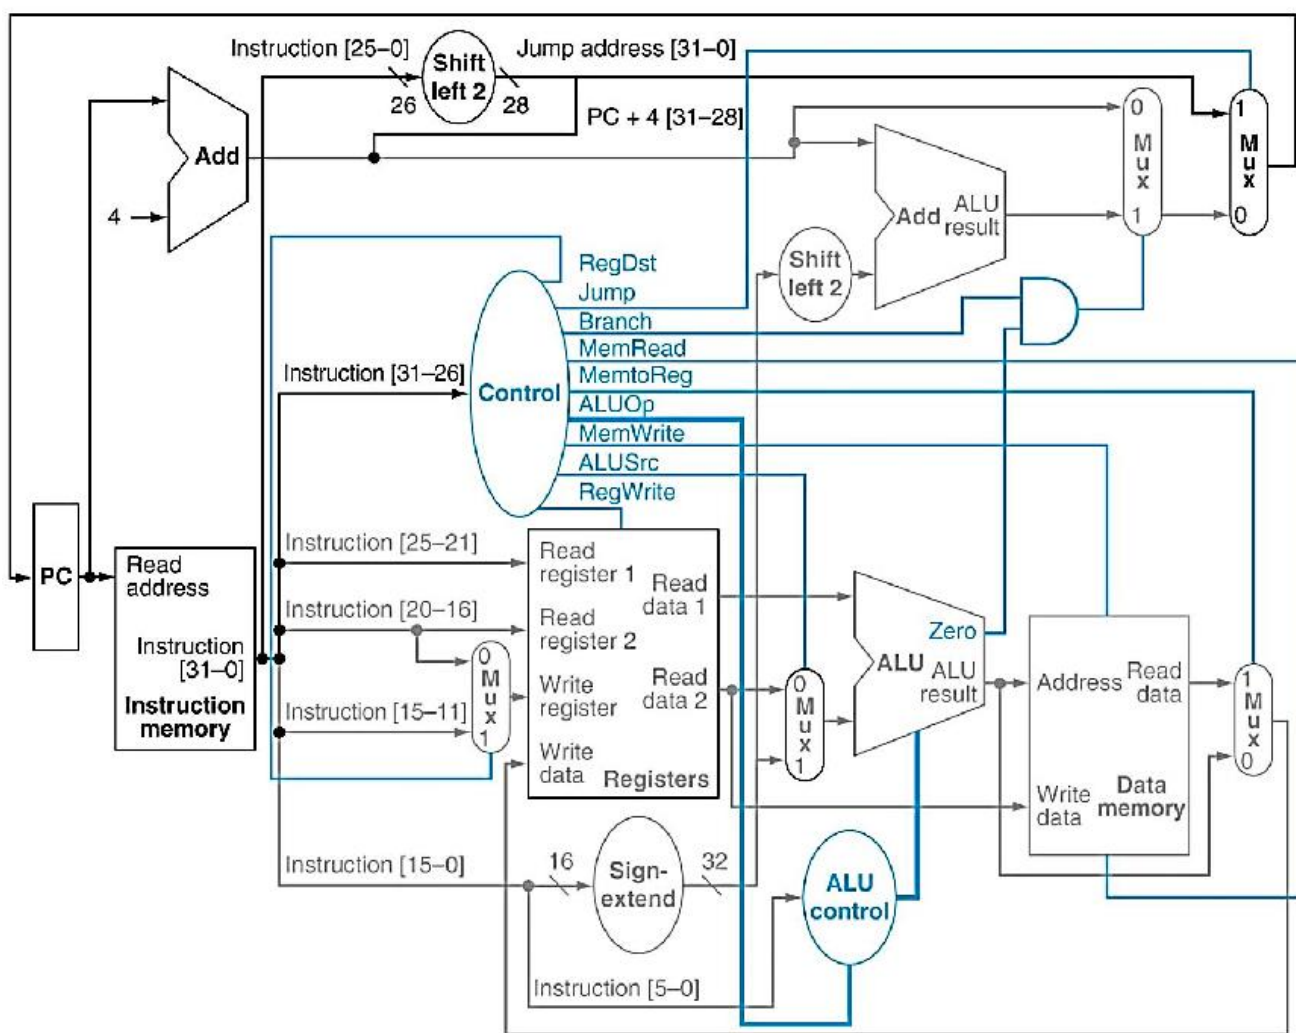 Instruction [25–0]
Shift
left 2
Jump address [31–0]
26
28
PC + 4 [31–28]
Add
4
0
M
u
x
1
1
M
u
x
0
Add
ALU
result
Shift
left 2
RegDst
Jump
Branch
MemRead
MemtoReg
ALUOp
MemWrite
ALUSrc
RegWrite
Instruction [31–26]
Control
PC
Read
address
Instruction
[31–0]
Instruction
memory
Instruction [25–21]
Instruction [20–16]
Instruction [15–11]
0
M
u
x
1
Read
register 1
Read
register 2
Write
register
Write
data
Read
data 1
Read
data 2
Registers
0
M
u
x
1
Zero
ALU
ALU
result
Address
Read
data
Write
data
Data
memory
1
M
u
x
0
Instruction [15–0]
16
Sign-
extend
32
ALU
control
Instruction [5–0]